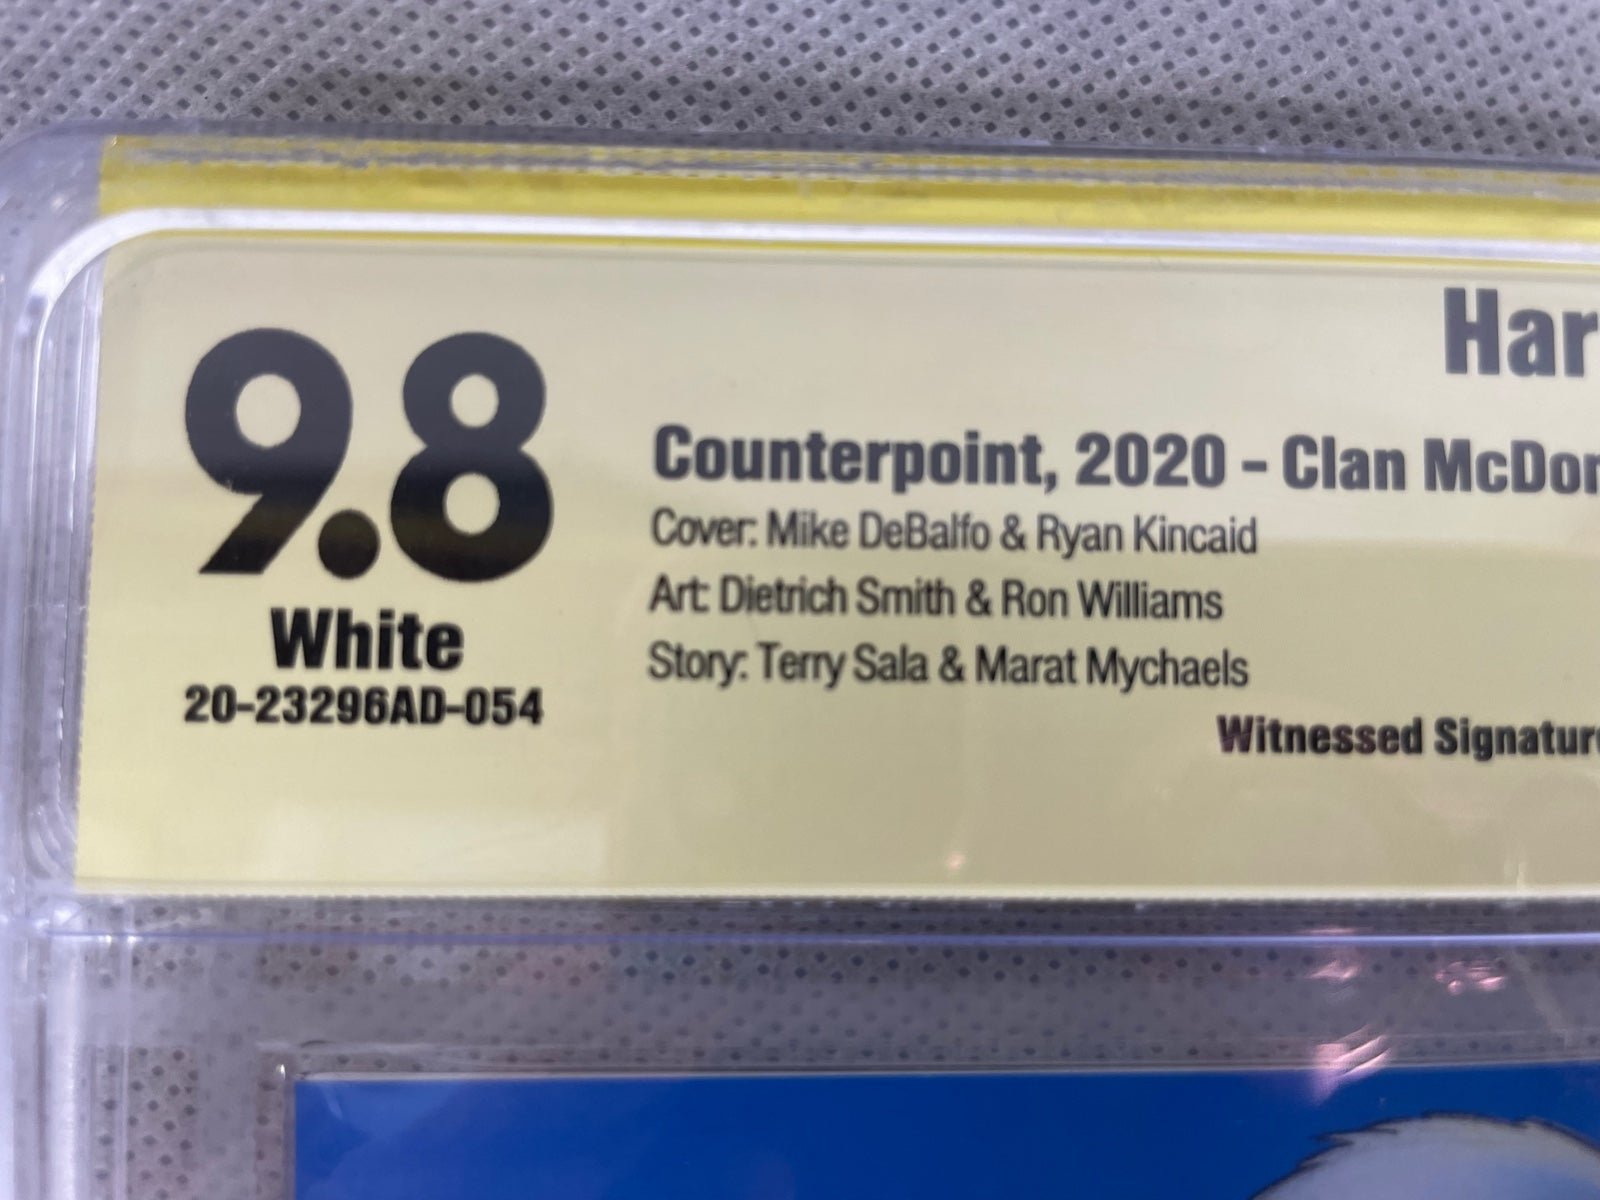 Har
9.8
White
20-23296AD-054
Counterpoint, 2020 - Clan McDon
Cover: Mike DeBalfo & Ryan Kincaid
Art: Dietrich Smith & Ron Williams
Story: Terry Sala & Marat Mychaels
Witnessed Signature